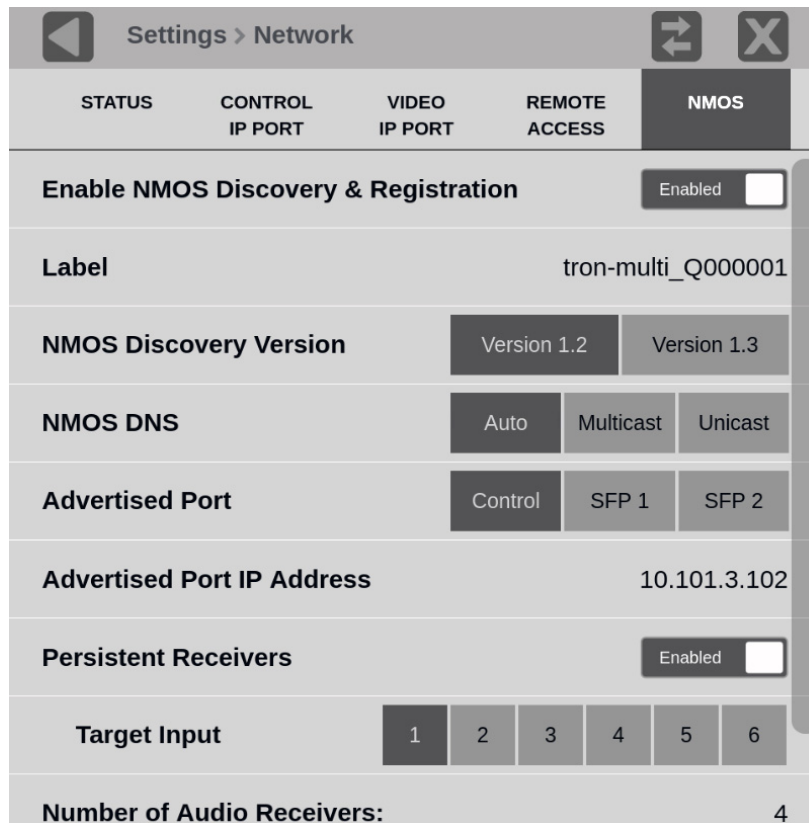 Settings > Network
STATUS
CONTROL IP PORT
VIDEO IP PORT
REMOTE ACCESS
NMOS
Enable NMOS Discovery & Registration Enabled
Label tron-multi_Q000001
NMOS Discovery Version Version 1.2 Version 1.3
NMOS DNS Auto Multicast Unicast
Advertised Port Control SFP 1 SFP 2
Advertised Port IP Address 10.101.3.102
Persistent Receivers Enabled
Target Input 1 2 3 4 5 6
Number of Audio Receivers: 4